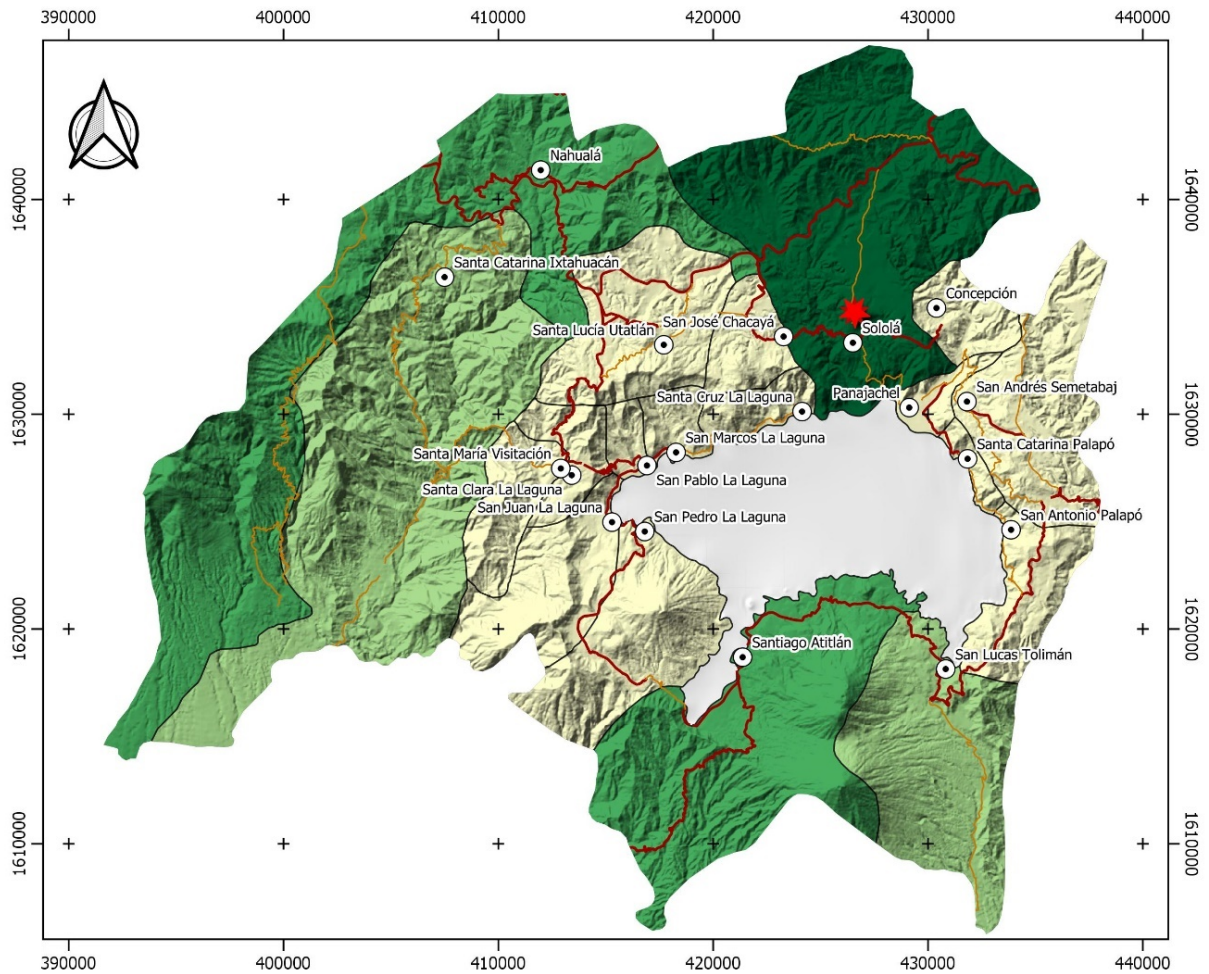 390000
400000
410000
420000
430000
440000
1640000
1640000
Nahualá
Santa Catarina Ixtahuacán
Concepción
Santa Lucía Utatlán
San José Chacayá
Sololá
1630000
1630000
Santa Cruz La Laguna
Panajachel
San Andrés Semetabaj
San Marcos La Laguna
Santa Catarina Palapó
Santa María Visitación
San Pablo La Laguna
Santa Clara La Laguna
San Juan La Laguna
San Pedro La Laguna
San Antonio Palapó
1620000
1620000
Santiago Atitlán
San Lucas Tolimán
1610000
1610000
390000
400000
410000
420000
430000
440000